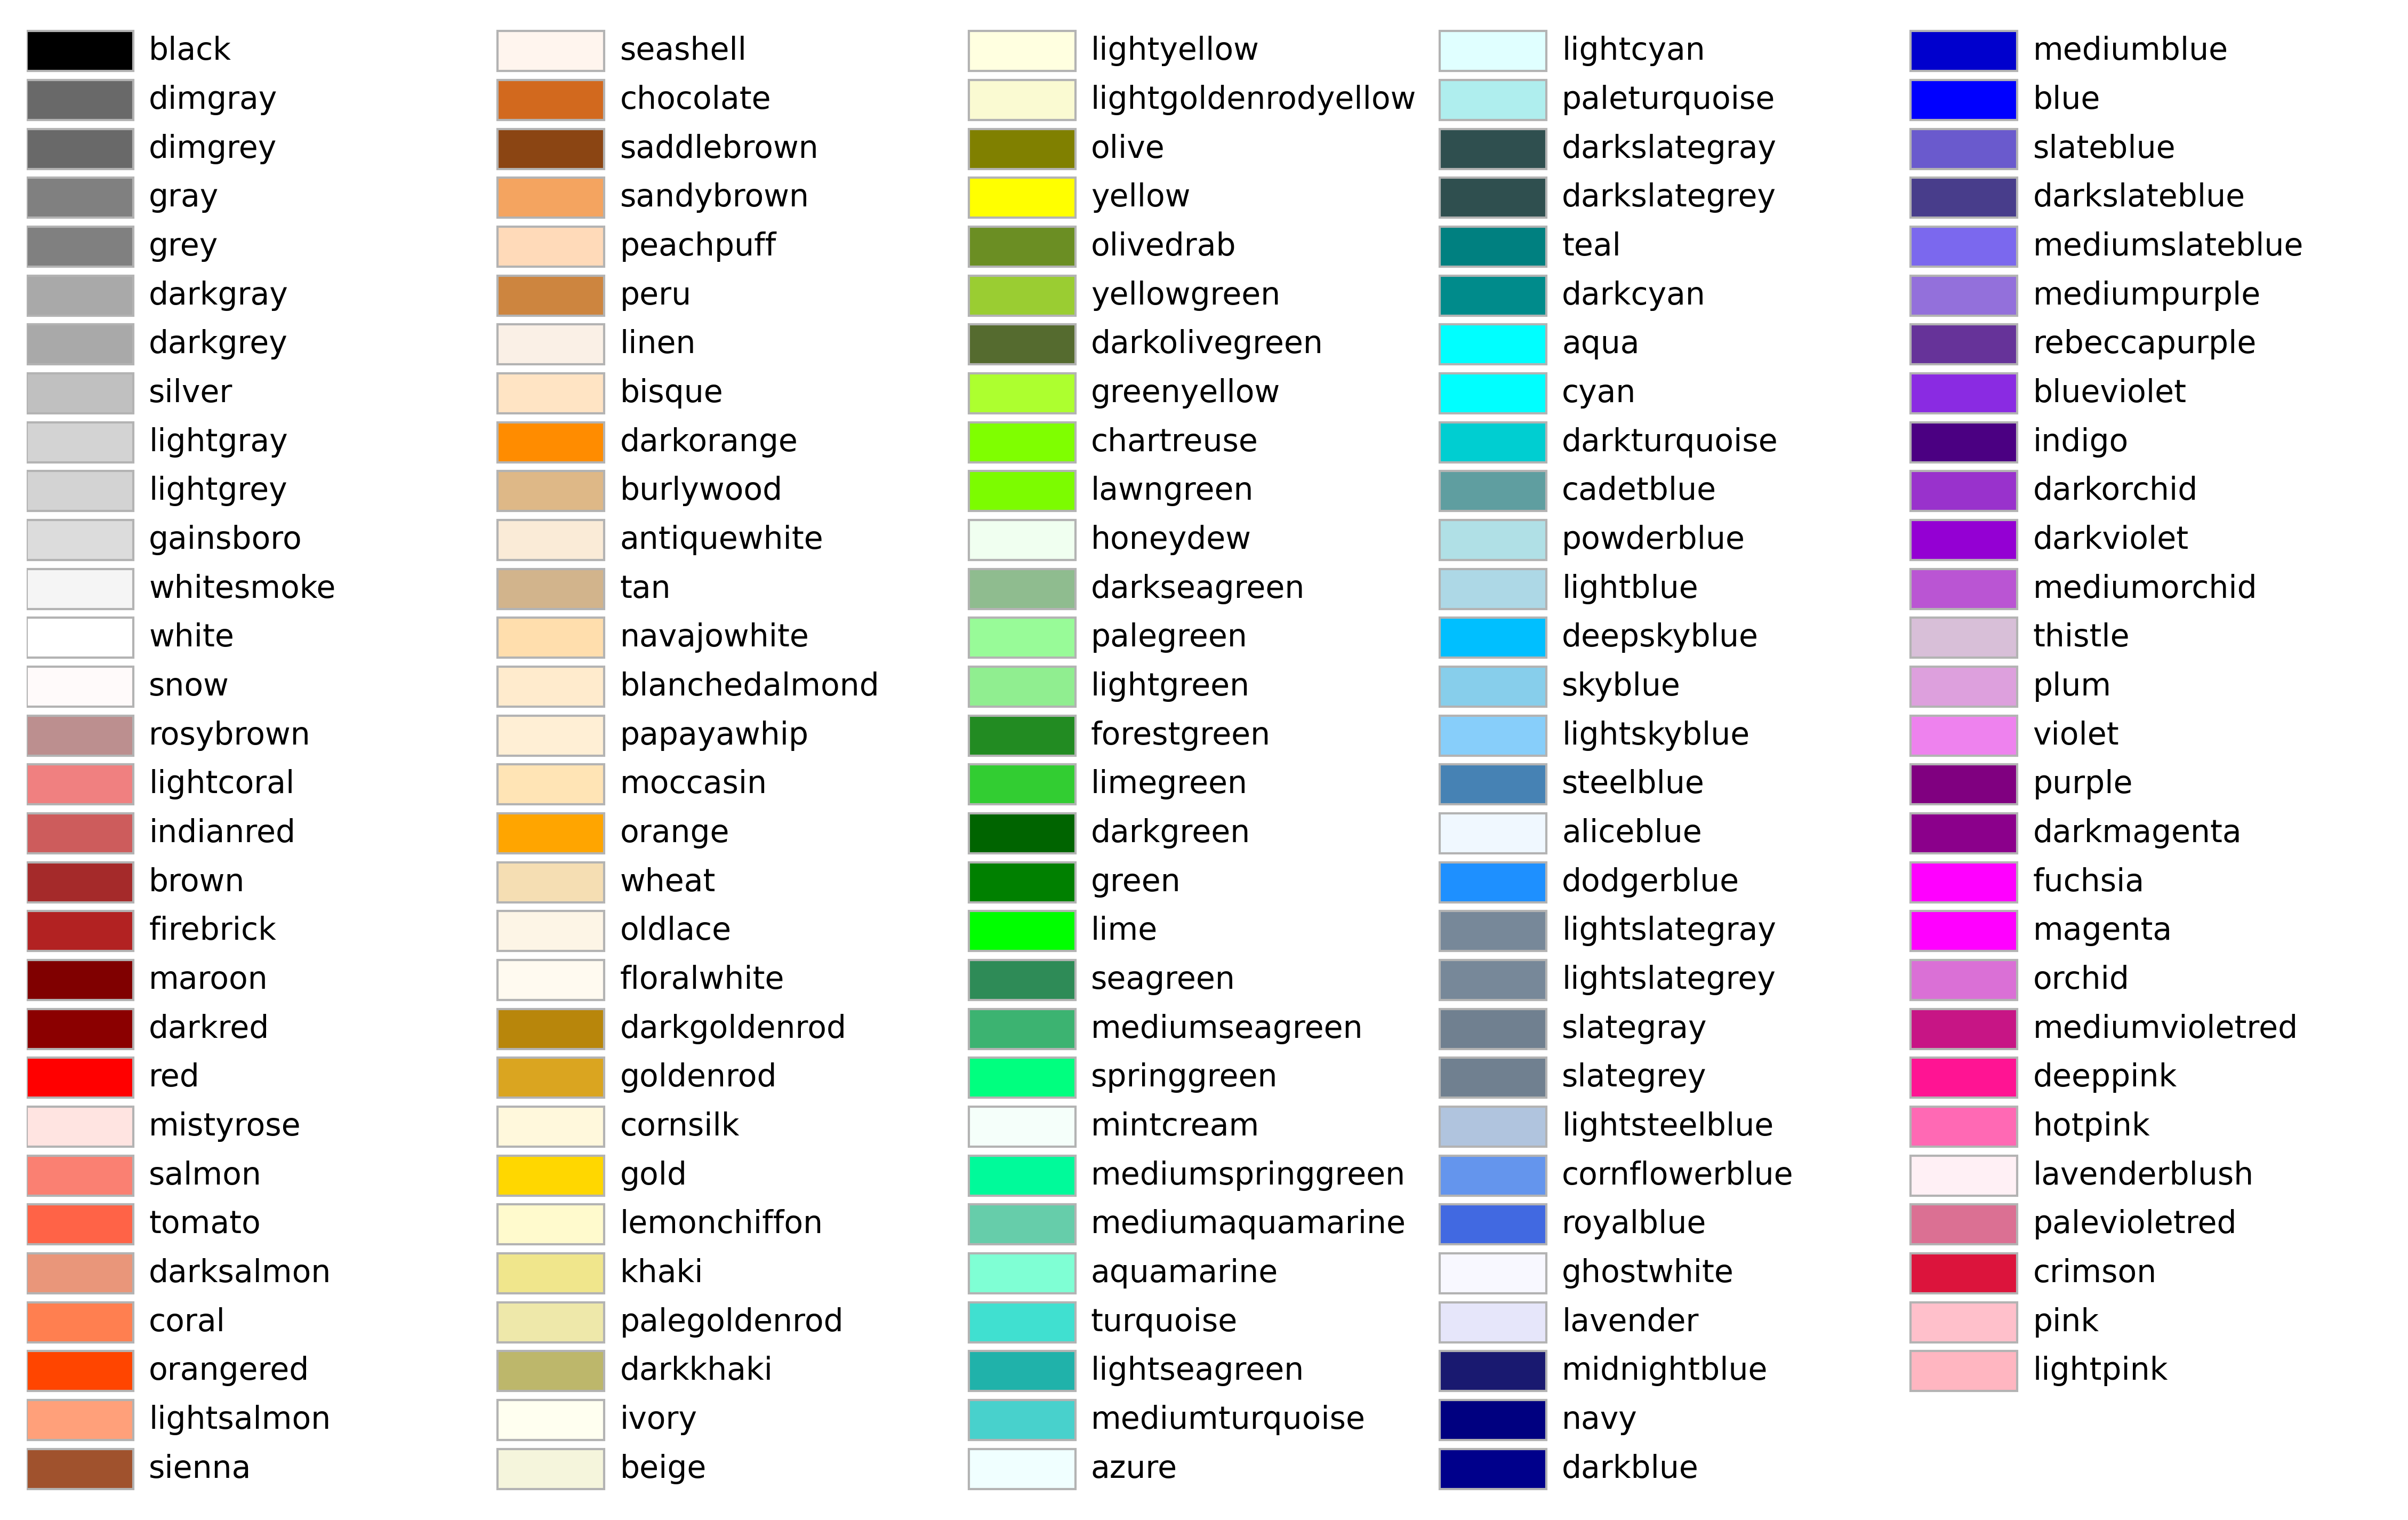 black
dimgray
dimgrey
gray
grey
darkgray
darkgrey
silver
lightgray
lightgrey
gainsboro
whitesmoke
white
snow
rosybrown
lightcoral
indianred
brown
firebrick
maroon
darkred
red
mistyrose
salmon
tomato
darksalmon
coral
orangered
lightsalmon
sienna
seashell
chocolate
saddlebrown
sandybrown
peachpuff
peru
linen
bisque
darkorange
burlywood
antiquewhite
tan
navajowhite
blanchedalmond
papayawhip
moccasin
orange
wheat
oldlace
floralwhite
darkgoldenrod
goldenrod
cornsilk
gold
lemonchiffon
khaki
palegoldenrod
darkkhaki
ivory
beige
lightyellow
lightgoldenrodyellow
olive
yellow
olivedrab
yellowgreen
darkolivegreen
greenyellow
chartreuse
lawngreen
honeydew
darkseagreen
palegreen
lightgreen
forestgreen
limegreen
darkgreen
green
lime
seagreen
mediumseagreen
springgreen
mintcream
mediumspringgreen
mediumaquamarine
aquamarine
turquoise
lightseagreen
mediumturquoise
azure
lightcyan
paleturquoise
darkslategray
darkslategrey
teal
darkcyan
aqua
cyan
darkturquoise
cadetblue
powderblue
lightblue
deepskyblue
skyblue
lightskyblue
steelblue
aliceblue
dodgerblue
lightslategray
lightslategrey
slategray
slategrey
lightsteelblue
cornflowerblue
royalblue
ghostwhite
lavender
midnightblue
navy
darkblue
mediumblue
blue
slateblue
darkslateblue
mediumslateblue
mediumpurple
rebeccapurple
blueviolet
indigo
darkorchid
darkviolet
mediumorchid
thistle
plum
violet
purple
darkmagenta
fuchsia
magenta
orchid
mediumvioletred
deeppink
hotpink
lavenderblush
palevioletred
crimson
pink
lightpink